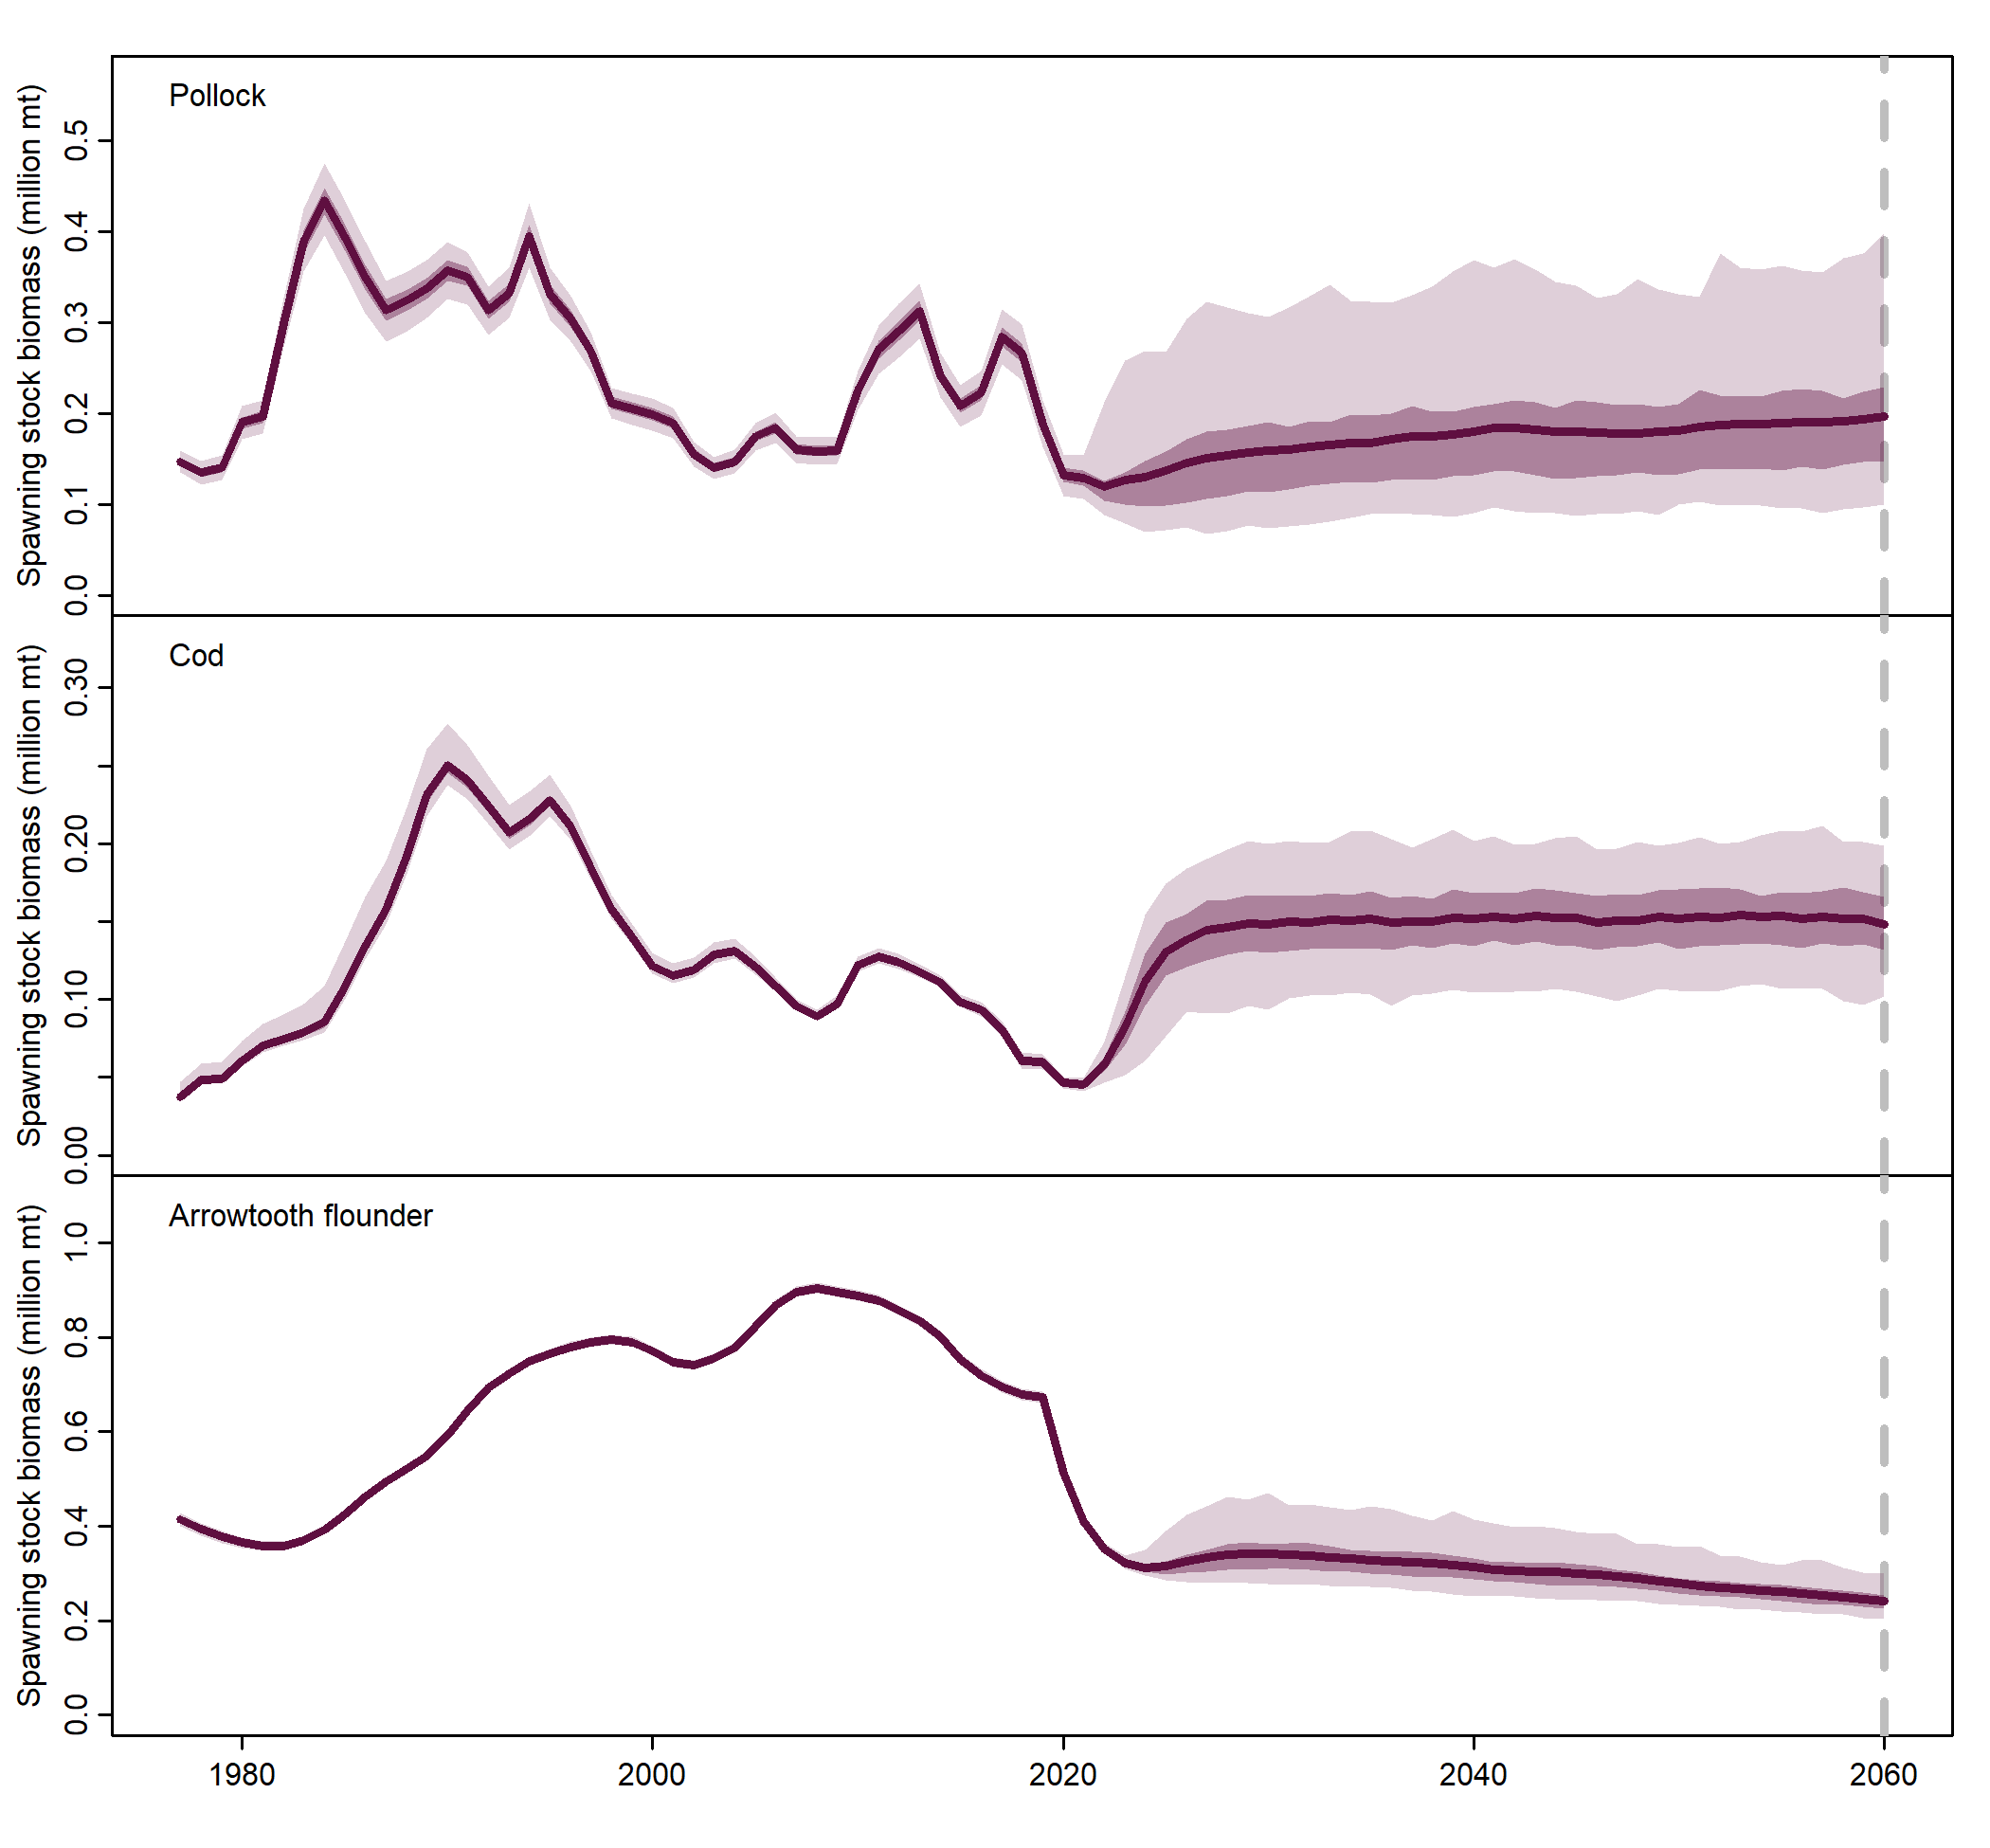 Pollock
Spawning stock biomass (million mt)
0.5
0.4
0.3
0.2
0.1
0.0
Cod
Spawning stock biomass (million mt)
0.30
0.20
0.10
0.00
Arrowtooth flounder
Spawning stock biomass (million mt)
1.0
0.8
0.6
0.4
0.2
0.0
1980 2000 2020 2040 2060